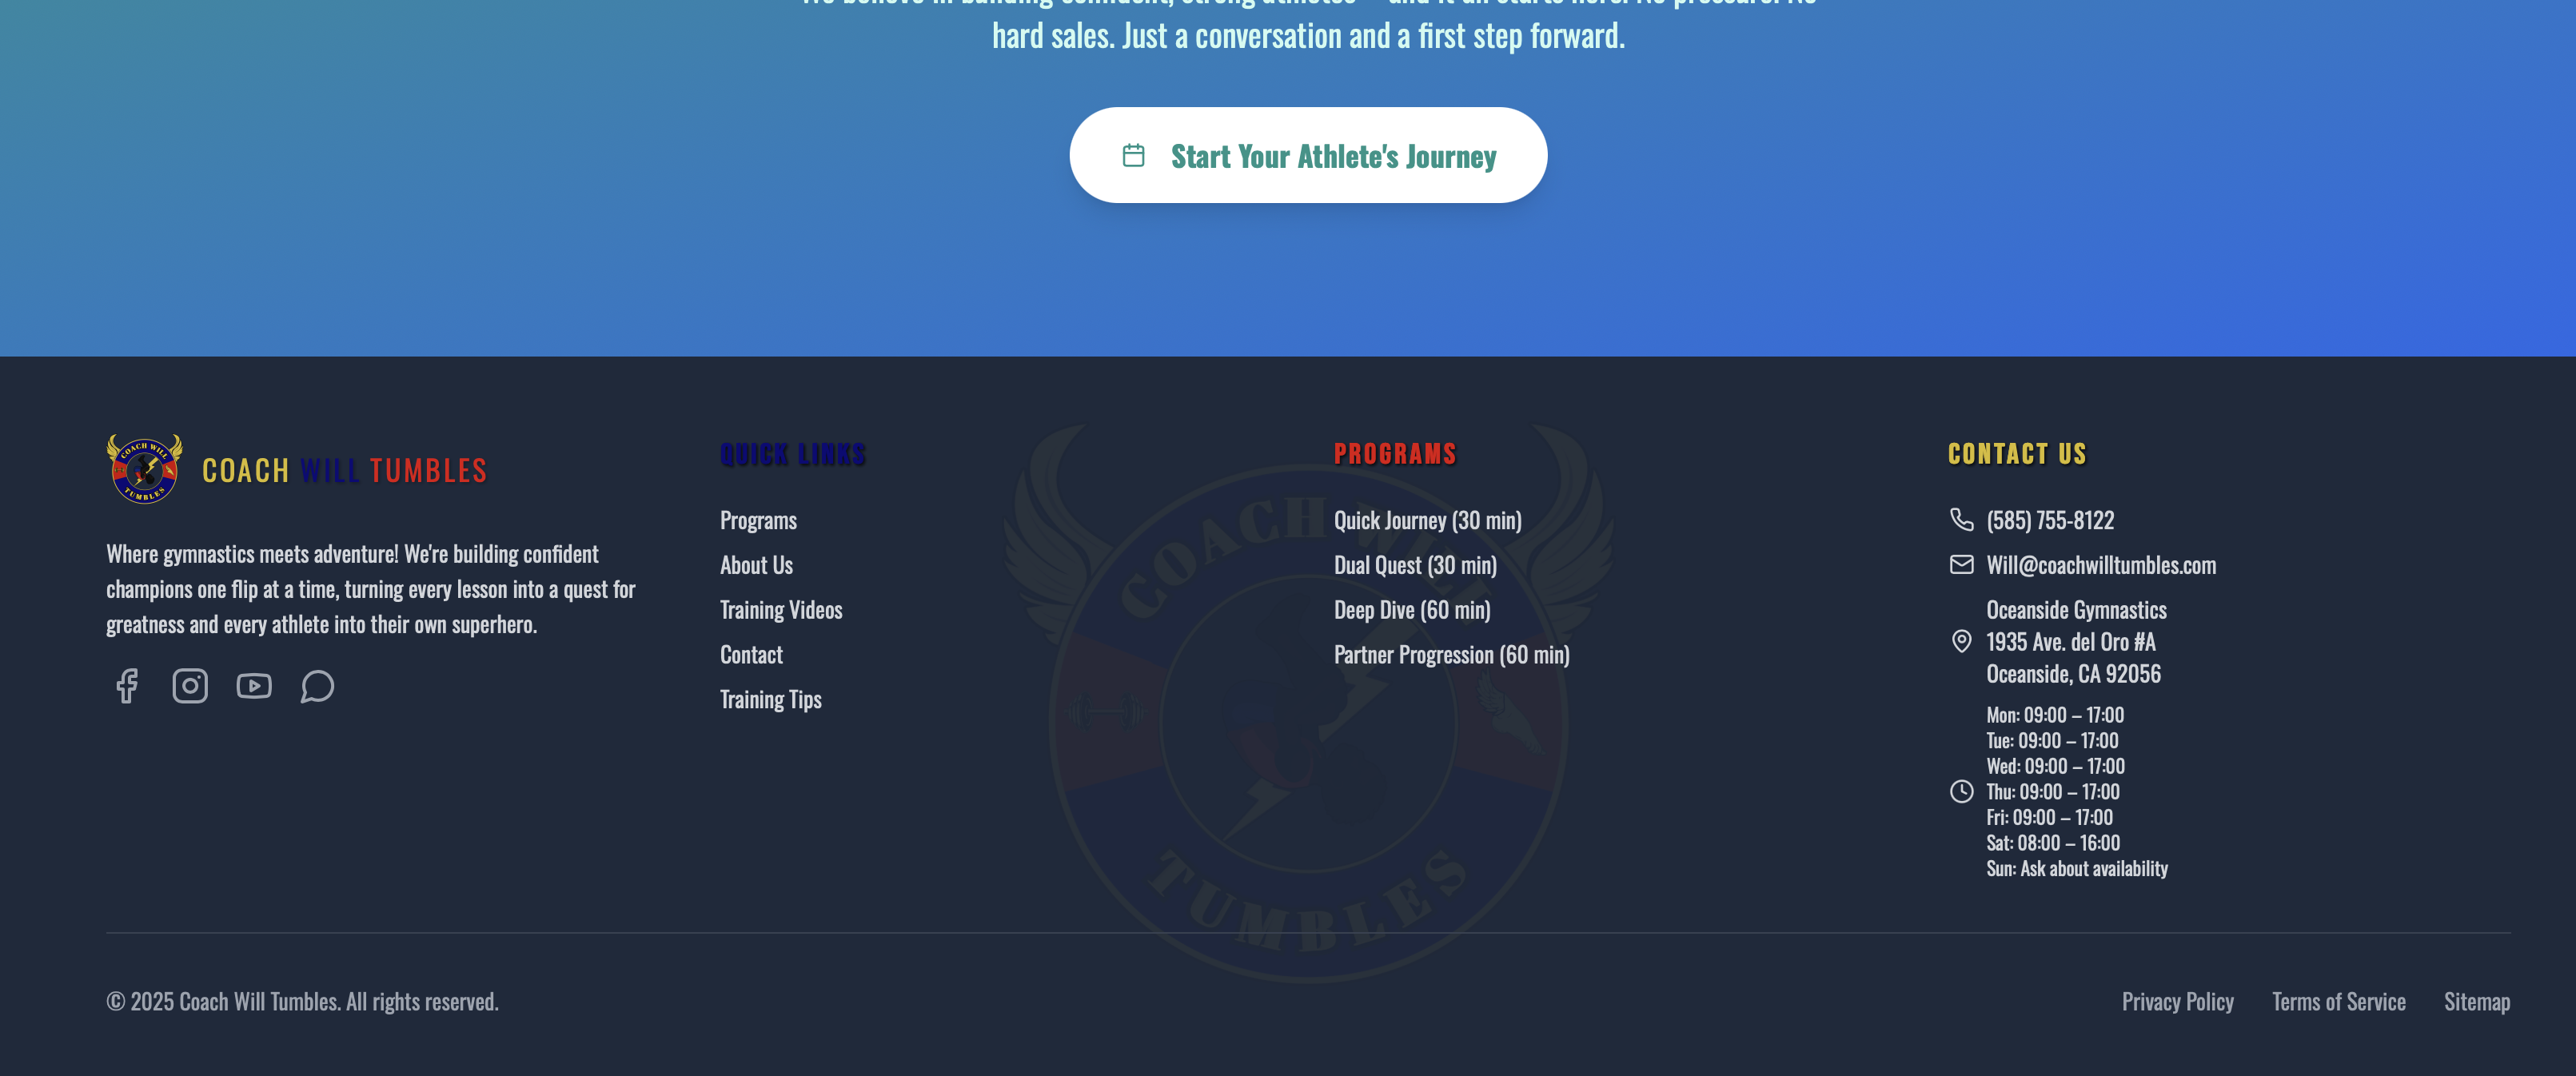 hard sales. Just a conversation and a first step forward.
Start Your Athlete's Journey
COACH WILL TUMBLES
COACH WILL TUMBLES
Where gymnastics meets adventure! We're building confident
champions one flip at a time, turning every lesson into a quest for
greatness and every athlete into their own superhero.
QUICK LINKS
Programs
About Us
Training Videos
Contact
Training Tips
COACH WILL
TUMBLES
PROGRAMS
Quick Journey (30 min)
Dual Quest (30 min)
Deep Dive (60 min)
Partner Progression (60 min)
CONTACT US
(585) 755-8122
Will@coachwilltumbles.com
Oceanside Gymnastics
1935 Ave. del Oro #A
Oceanside, CA 92056
Mon: 09:00 – 17:00
Tue: 09:00 – 17:00
Wed: 09:00 – 17:00
Thu: 09:00 – 17:00
Fri: 09:00 – 17:00
Sat: 08:00 – 16:00
Sun: Ask about availability
© 2025 Coach Will Tumbles. All rights reserved.
Privacy Policy Terms of Service Sitemap